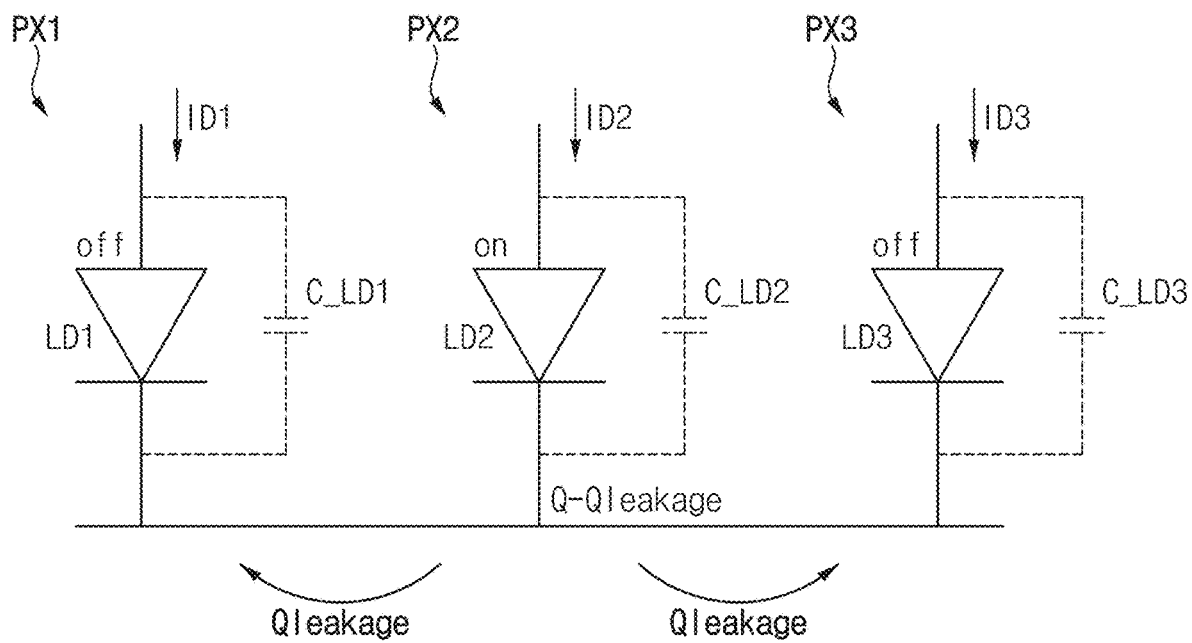 PX1
PX2
PX3
ID1
ID2
ID3
off
on
off
C_LD1
C_LD2
C_LD3
LD1
LD2
LD3
Q-Qleakage
Qleakage
Qleakage